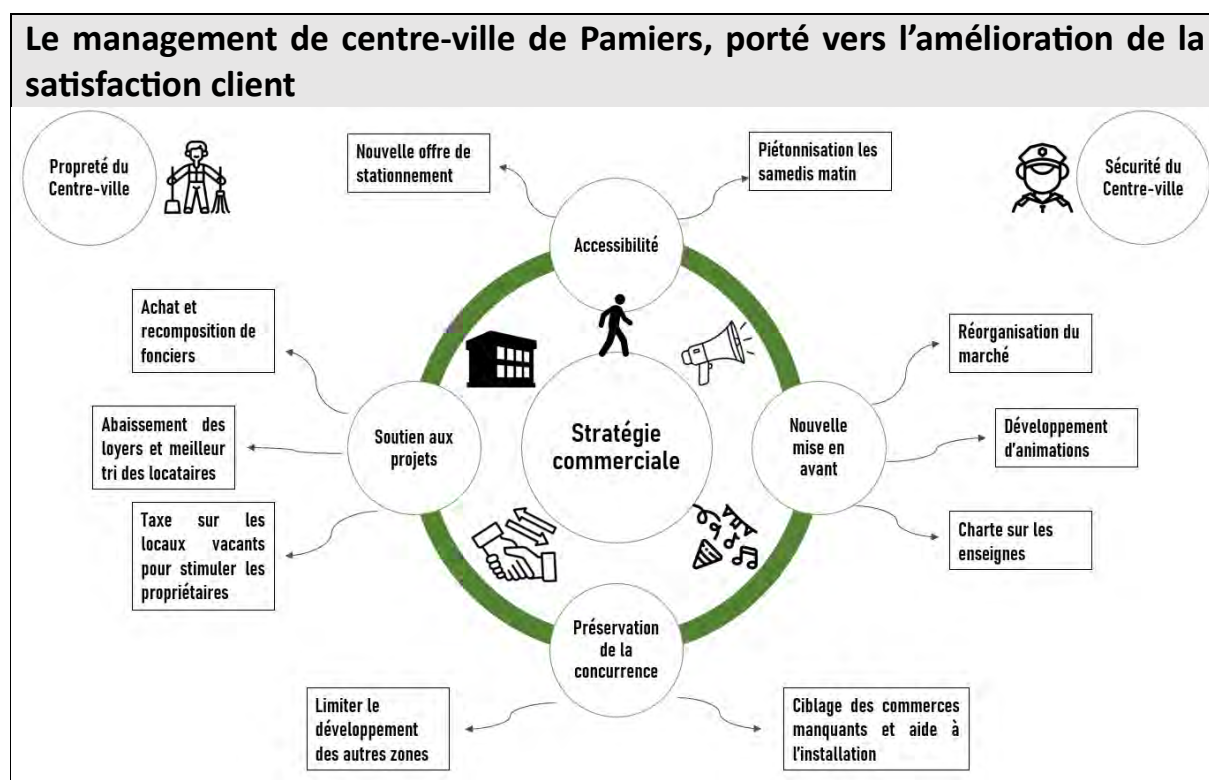 Le management de centre-ville de Pamiers, porté vers l’amélioration de la
satisfaction client
Propreté du
Centre-ville
Nouvelle offre de
stationnement
Piétonnisation les
samedis matin
Sécurité du
Centre-ville
Accessibilité
Achat et
recomposition de
fonciers
Réorganisation du
marché
Abaissement des
loyers et meilleur
tri des locataires
Soutien aux
projets
Stratégie
commerciale
Nouvelle
mise en
avant
Développement
d'animations
Taxe sur les
locaux vacants
pour stimuler les
propriétaires
Charte sur les
enseignes
Préservation
de la
concurrence
Limiter le
développement
des autres zones
Ciblage des commerces
manquants et aide à
l'installation